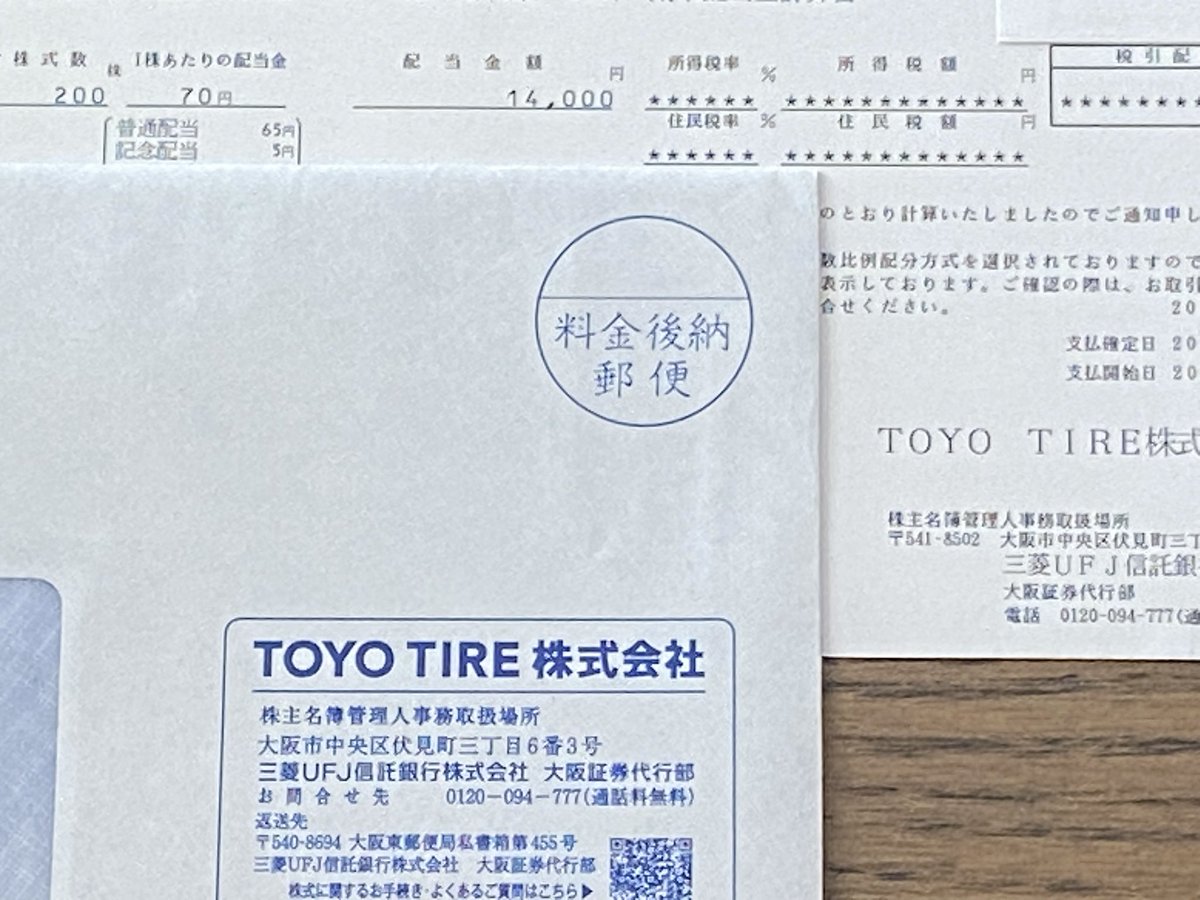 株式数 株 1株あたりの配当金 配当金額 円 所得税率 % 所得税額 円 税引配
200 70円 14,000 ****** *************
普通配当 65円 住民税率 % 住民税額 円
記念配当 5円 ****** *************
のとおり計算いたしましたのでご通知申し
数比例配分方式を選択されておりますので
表示しております。ご確認の際は、お取引
合せください。 20
支払確定日 20
支払開始日 20
TOYO TIRE株式
株主名簿管理人事務取扱場所
〒541-8502 大阪市中央区伏見町三丁
三菱UFJ信託銀
大阪証券代行部
電話 0120-094-777(通
料金後納
郵便
TOYO TIRE 株式会社
株主名簿管理人事務取扱場所
大阪市中央区伏見町三丁目6番3号
三菱UFJ信託銀行株式会社 大阪証券代行部
お問合せ先 0120-094-777(通話料無料)
返送先
〒540-8694 大阪東郵便局私書箱第455号
三菱UFJ信託銀行株式会社 大阪証券代行部
株式に関するお手続き・よくあるご質問はこちら▶